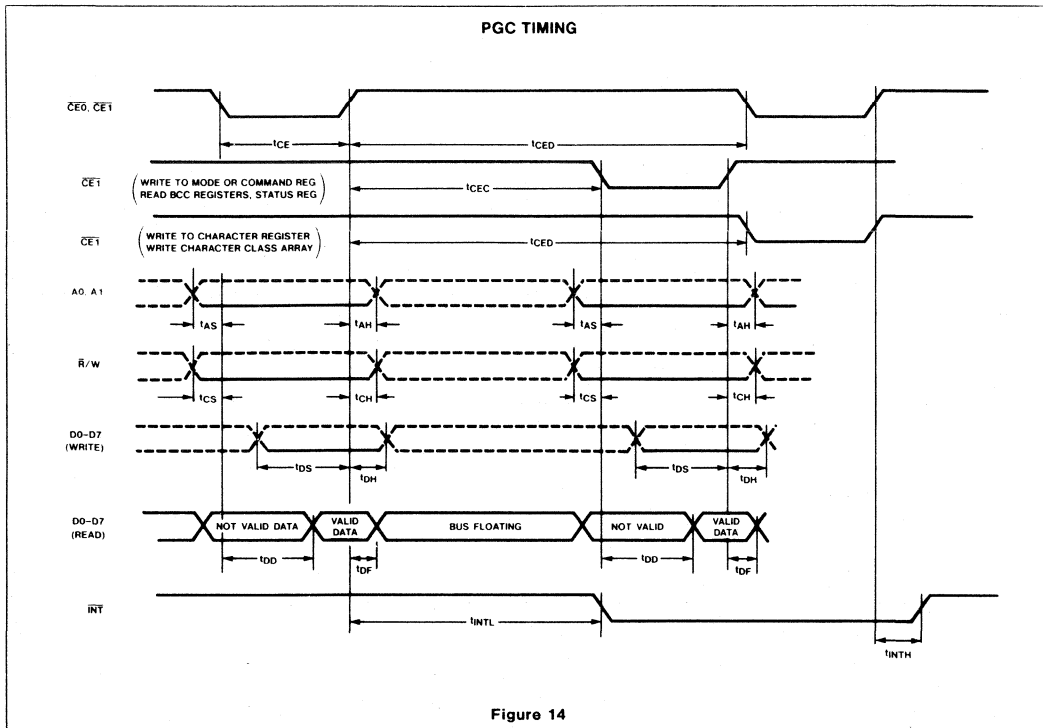 PGC TIMING
CE0, CE1
tCE
tCED
CE1
(WRITE TO MODE OR COMMAND REG
READ BCC REGISTERS, STATUS REG)
tCEC
CE1
(WRITE TO CHARACTER REGISTER
WRITE CHARACTER CLASS ARRAY)
tCED
A0, A1
tAS
tAH
tAS
tAH
R̅/W
tCS
tCH
tCS
tCH
D0-D7
(WRITE)
tDS
tDH
tDS
tDH
D0-D7
(READ)
NOT VALID DATA
VALID
DATA
BUS FLOATING
NOT VALID
VALID
DATA
tDD
tDF
tDD
tDF
INT
tINTL
tINTH
Figure 14